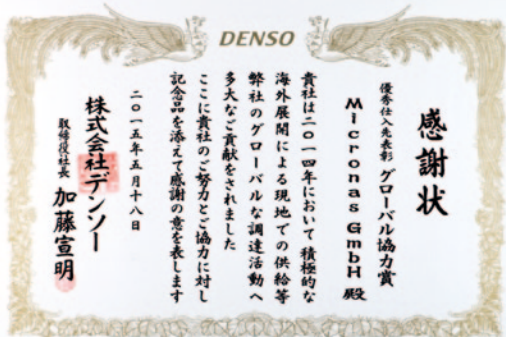 DENSO
感謝状
優秀仕入先表彰 グローバル協力賞
Micronas GmbH 殿
貴社は二〇一四年において積極的な
海外展開による現地での供給等
弊社のグローバルな調達活動へ
多大なご貢献をされました
ここに貴社のご努力とご協力に対し
記念品を添えて感謝の意を表します
二〇一五年五月十八日
株式会社デンソー
取締役社長 加藤宣明